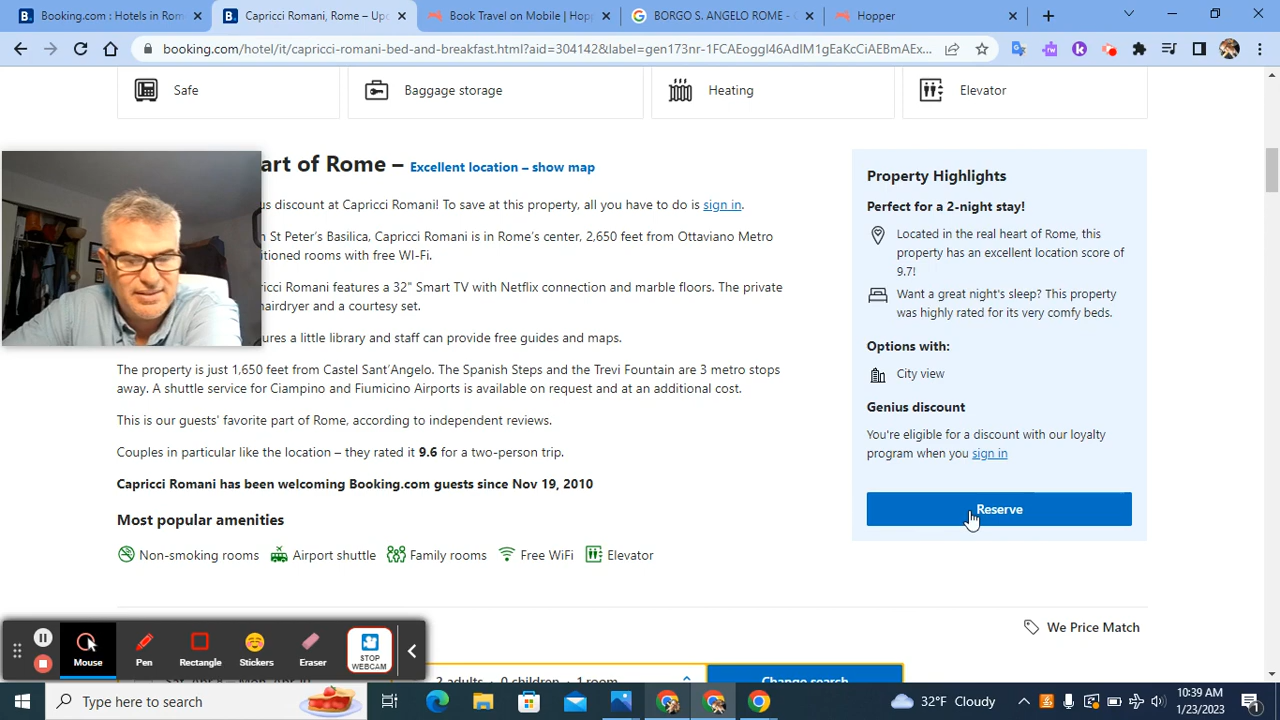 Booking.com : Hotels in Rom
Capricci Romani, Rome – Up
Book Travel on Mobile | Hopp
BORGO S. ANGELO ROME -
Hopper
booking.com/hotel/it/capricci-romani-bed-and-breakfast.html?aid=304142&label=gen173nr-1FCAEoggI46AdIM1gEaKcCiAEBmAEx...
Safe
Baggage storage
Heating
Elevator
art of Rome – Excellent location – show map
us discount at Capricci Romani! To save at this property, all you have to do is sign in.
St Peter's Basilica, Capricci Romani is in Rome's center, 2,650 feet from Ottaviano Metro
tioned rooms with free WI-Fi.
ricci Romani features a 32" Smart TV with Netflix connection and marble floors. The private
hairdryer and a courtesy set.
ures a little library and staff can provide free guides and maps.
The property is just 1,650 feet from Castel Sant'Angelo. The Spanish Steps and the Trevi Fountain are 3 metro stops
away. A shuttle service for Ciampino and Fiumicino Airports is available on request and at an additional cost.
This is our guests' favorite part of Rome, according to independent reviews.
Couples in particular like the location – they rated it 9.6 for a two-person trip.
Capricci Romani has been welcoming Booking.com guests since Nov 19, 2010
Most popular amenities
Non-smoking rooms
Airport shuttle
Family rooms
Free WiFi
Elevator
Property Highlights
Perfect for a 2-night stay!
Located in the real heart of Rome, this
property has an excellent location score of
9.7!
Want a great night's sleep? This property
was highly rated for its very comfy beds.
Options with:
City view
Genius discount
You're eligible for a discount with our loyalty
program when you sign in
Reserve
We Price Match
2 adults · 0 children · 1 room
Change search
Mouse
Pen
Rectangle
Stickers
Eraser
STOP
WEBCAM
Type here to search
32°F Cloudy
10:39 AM
1/23/2023